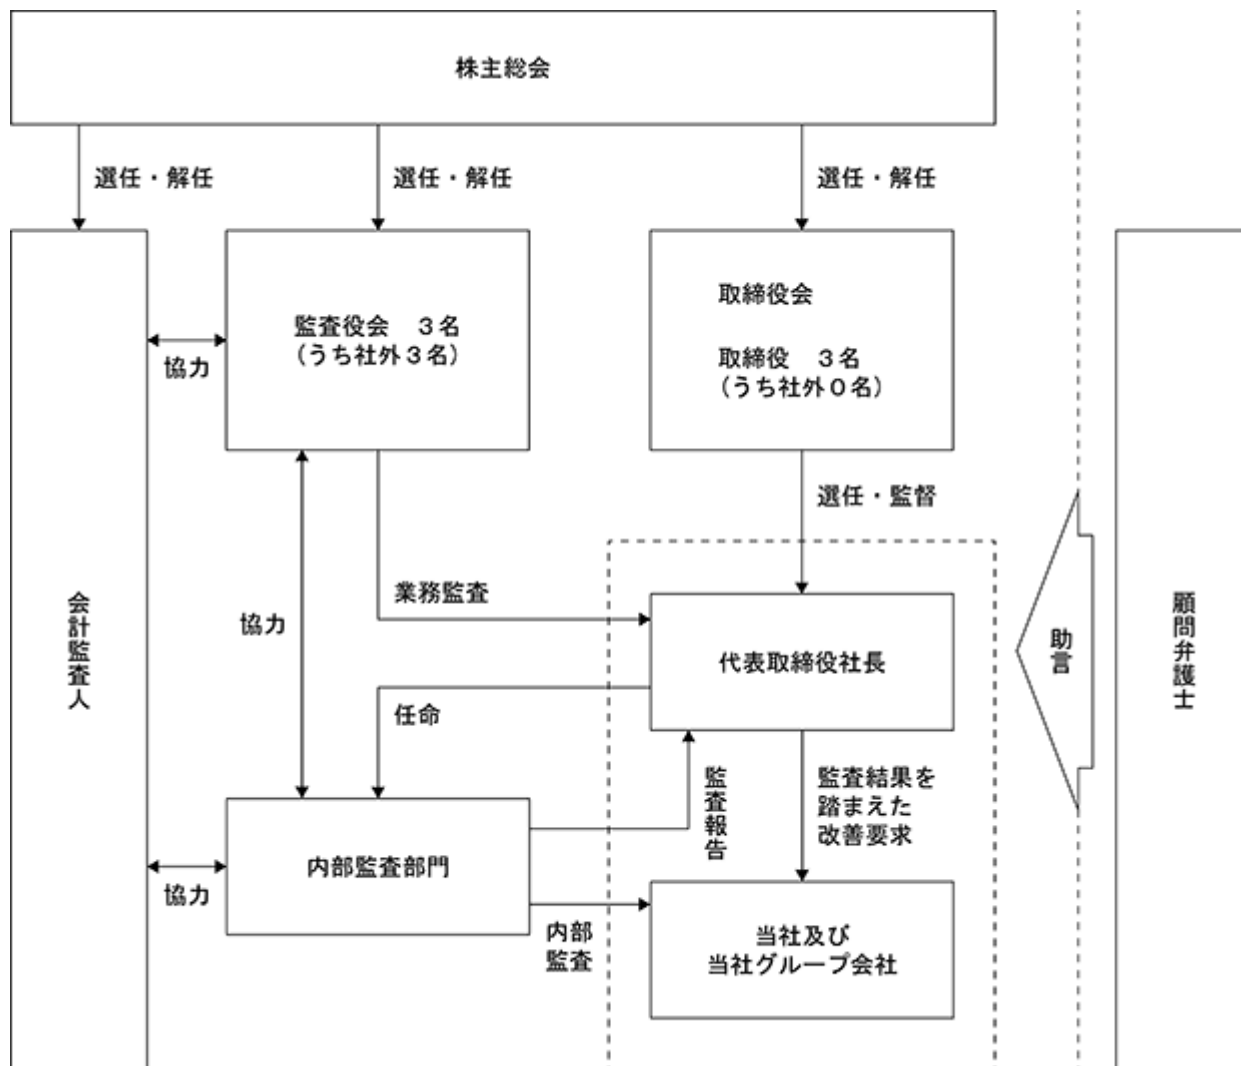 株主総会
選任・解任
選任・解任
選任・解任
監査役会　３名
（うち社外３名）
取締役会
取締役　３名
（うち社外０名）
協力
選任・監督
会計監査人
協力
業務監査
代表取締役社長
助言
顧問弁護士
任命
監査報告
監査結果を
踏まえた
改善要求
内部監査部門
協力
内部
監査
当社及び
当社グループ会社